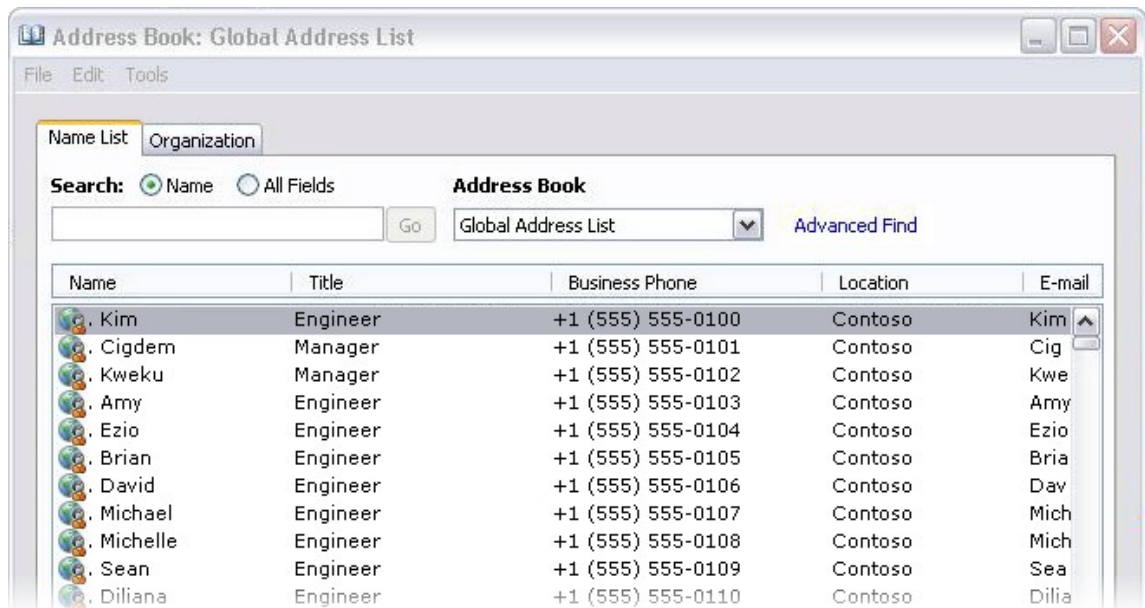 Address Book: Global Address List
File Edit Tools
Name List Organization
Search: Name All Fields Address Book
Go Global Address List Advanced Find
Name Title Business Phone Location E-mail
. Kim Engineer +1 (555) 555-0100 Contoso Kim
. Cigdem Manager +1 (555) 555-0101 Contoso Cig
. Kweku Manager +1 (555) 555-0102 Contoso Kwe
. Amy Engineer +1 (555) 555-0103 Contoso Amy
. Ezio Engineer +1 (555) 555-0104 Contoso Ezio
. Brian Engineer +1 (555) 555-0105 Contoso Bria
. David Engineer +1 (555) 555-0106 Contoso Dav
. Michael Engineer +1 (555) 555-0107 Contoso Mich
. Michelle Engineer +1 (555) 555-0108 Contoso Mich
. Sean Engineer +1 (555) 555-0109 Contoso Sea
. Diliana Engineer +1 (555) 555-0110 Contoso Dilia